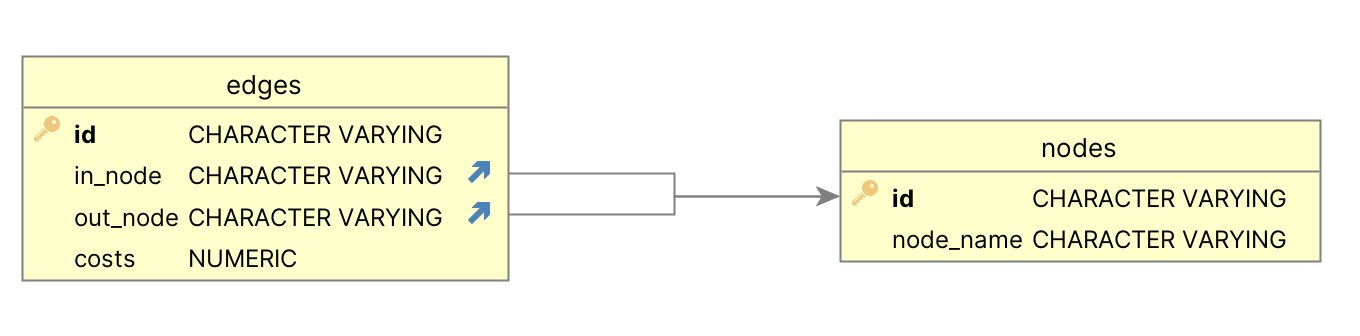 edges
id CHARACTER VARYING
in_node CHARACTER VARYING
out_node CHARACTER VARYING
costs NUMERIC
nodes
id CHARACTER VARYING
node_name CHARACTER VARYING